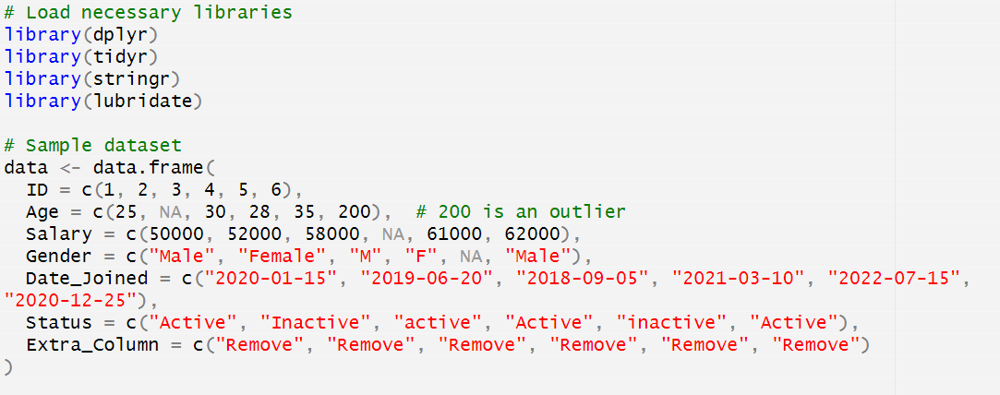 # Load necessary libraries
library(dplyr)
library(tidyr)
library(stringr)
library(lubridate)

# Sample dataset
data <- data.frame(
  ID = c(1, 2, 3, 4, 5, 6),
  Age = c(25, NA, 30, 28, 35, 200),  # 200 is an outlier
  Salary = c(50000, 52000, 58000, NA, 61000, 62000),
  Gender = c("Male", "Female", "M", "F", NA, "Male"),
  Date_Joined = c("2020-01-15", "2019-06-20", "2018-09-05", "2021-03-10", "2022-07-15",
"2020-12-25"),
  Status = c("Active", "Inactive", "active", "Active", "inactive", "Active"),
  Extra_Column = c("Remove", "Remove", "Remove", "Remove", "Remove", "Remove")
)